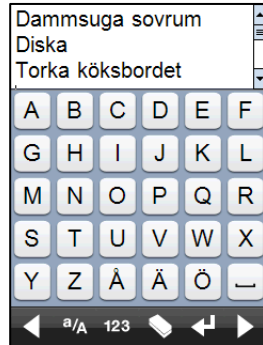 Dammsuga sovrum
Diska
Torka köksbordet
A B C D E F
G H I J K L
M N O P Q R
S T U V W X
Y Z Å Ä Ö
a/A 123